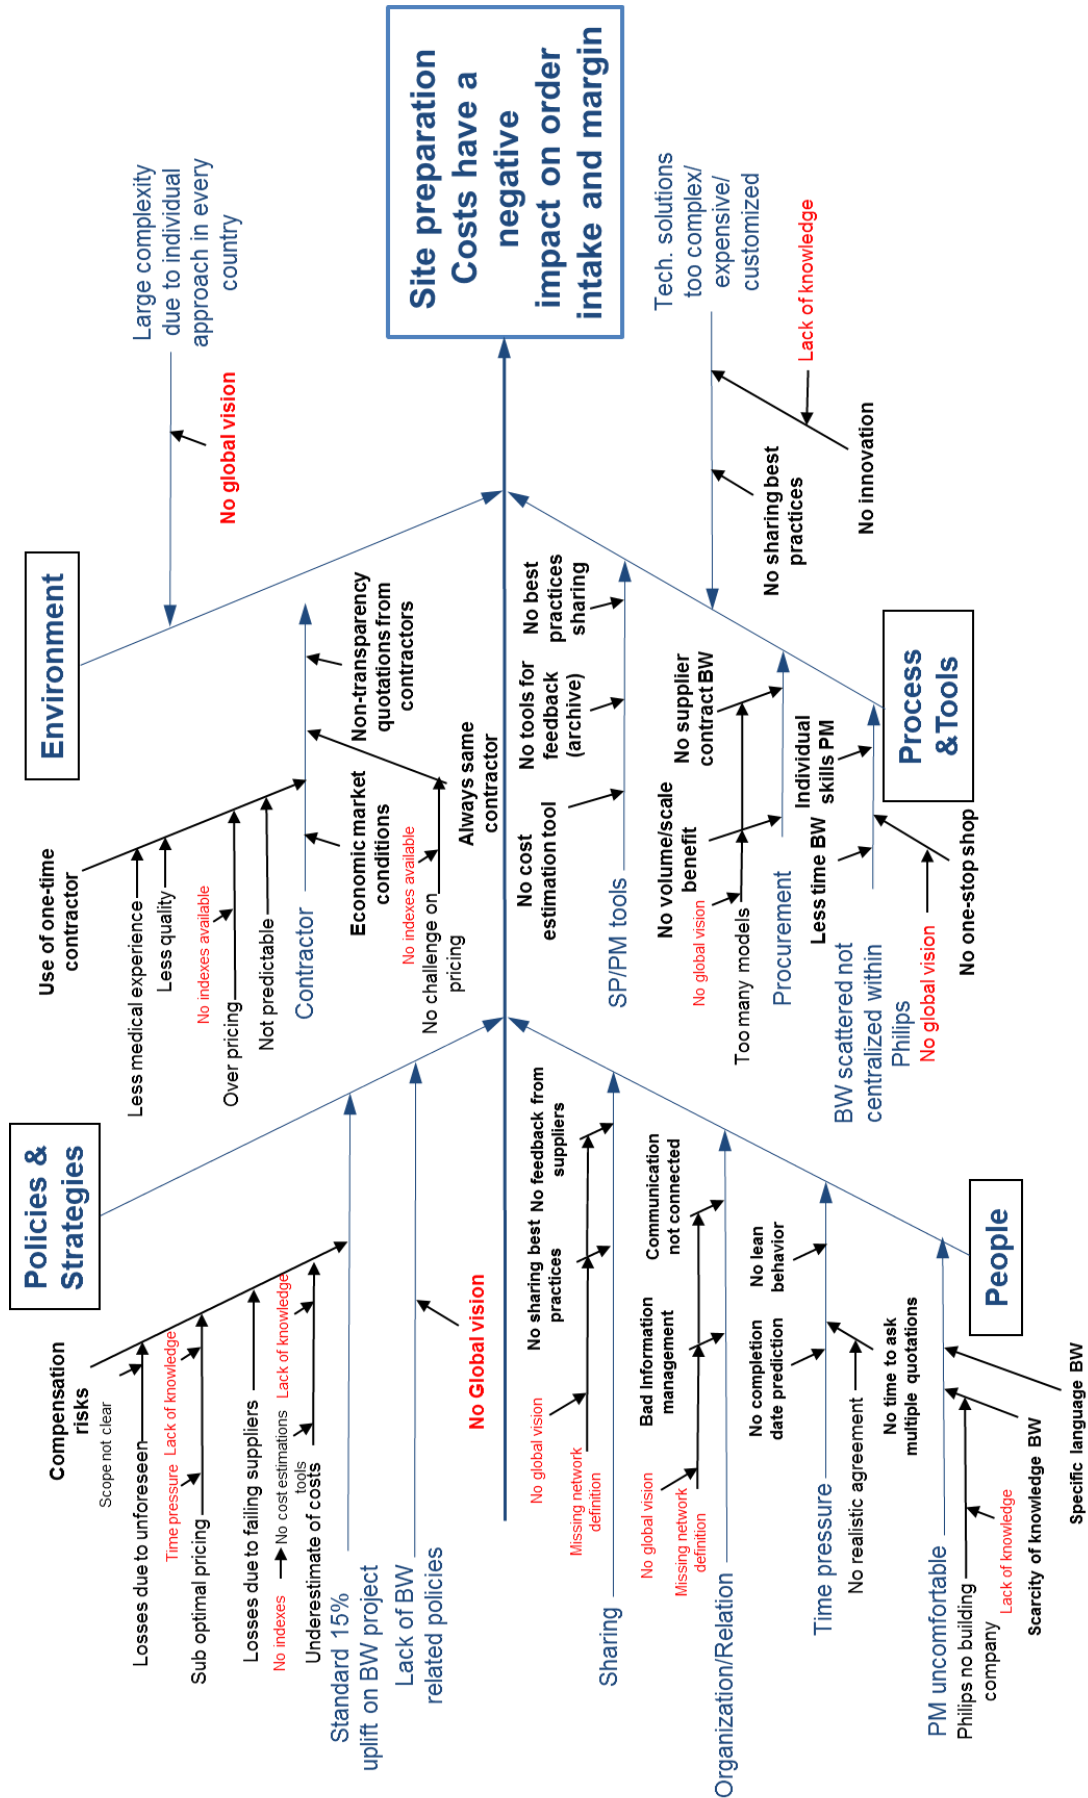 Policies &
Strategies
Compensation
risks
Scope not clear
Losses due to unforeseen
Time pressure
Lack of knowledge
Sub optimal pricing
Losses due to failing suppliers
No indexes
No cost estimations
tools
Lack of knowledge
Underestimate of costs
Standard 15%
uplift on BW project
Lack of BW
related policies
No Global vision
Environment
Use of one-time
contractor
Less medical experience
Less quality
No indexes available
Over pricing
Not predictable
Contractor
Economic market
conditions
Non-transparency
quotations from
contractors
No indexes available
No challenge on
pricing
Always same
contractor
Large complexity
due to individual
approach in every
country
No global vision
Site preparation
Costs have a
negative
impact on order
intake and margin
No sharing best
practices
No feedback from
suppliers
No global vision
Missing network
definition
Sharing
Bad Information
management
Communication
not connected
No global vision
Missing network
definition
Organization/Relation
No completion
date prediction
No lean
behavior
Time pressure
No realistic agreement
No time to ask
multiple quotations
PM uncomfortable
Philips no building
company
Lack of knowledge
Scarcity of knowledge BW
Specific language BW
People
No cost
estimation tool
No tools for
feedback
(archive)
No best
practices
sharing
SP/PM tools
No volume/scale
benefit
No supplier
contract BW
No global vision
Too many models
Procurement
Less time BW
Individual
skills PM
BW scattered not
centralized within
Philips
No global vision
No one-stop shop
Process
&Tools
Tech. solutions
too complex/
expensive/
customized
No sharing best
practices
Lack of knowledge
No innovation